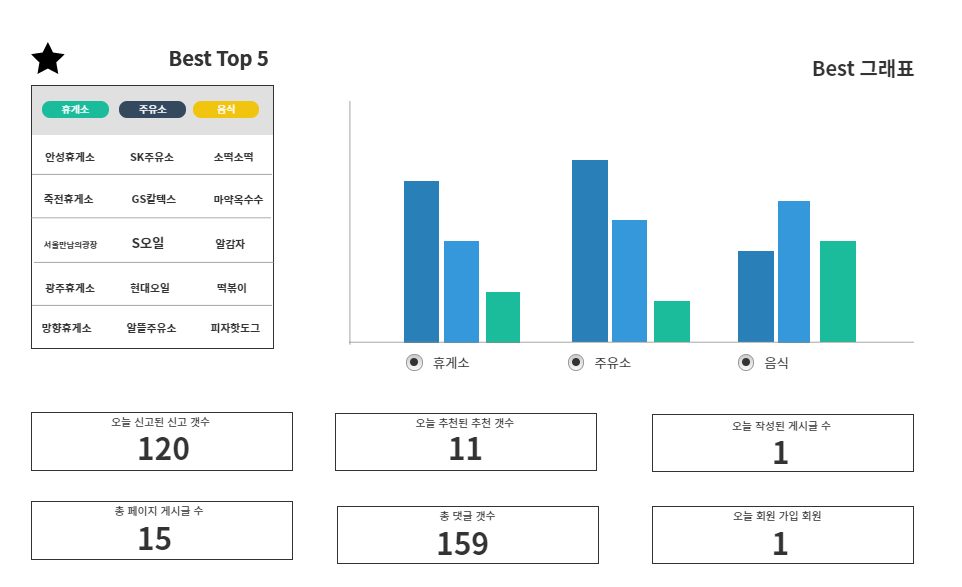 Best Top 5
Best 그래표
휴게소 주유소 음식
안성휴게소 SK주유소 소떡소떡
죽전휴게소 GS칼텍스 마약옥수수
서울만남의광장 S오일 알감자
광주휴게소 현대오일 떡볶이
망향휴게소 알뜰주유소 피자핫도그
휴게소 주유소 음식
오늘 신고된 신고 갯수
120
오늘 추천된 추천 갯수
11
오늘 작성된 게시글 수
1
총 페이지 게시글 수
15
총 댓글 갯수
159
오늘 회원 가입 회원
1